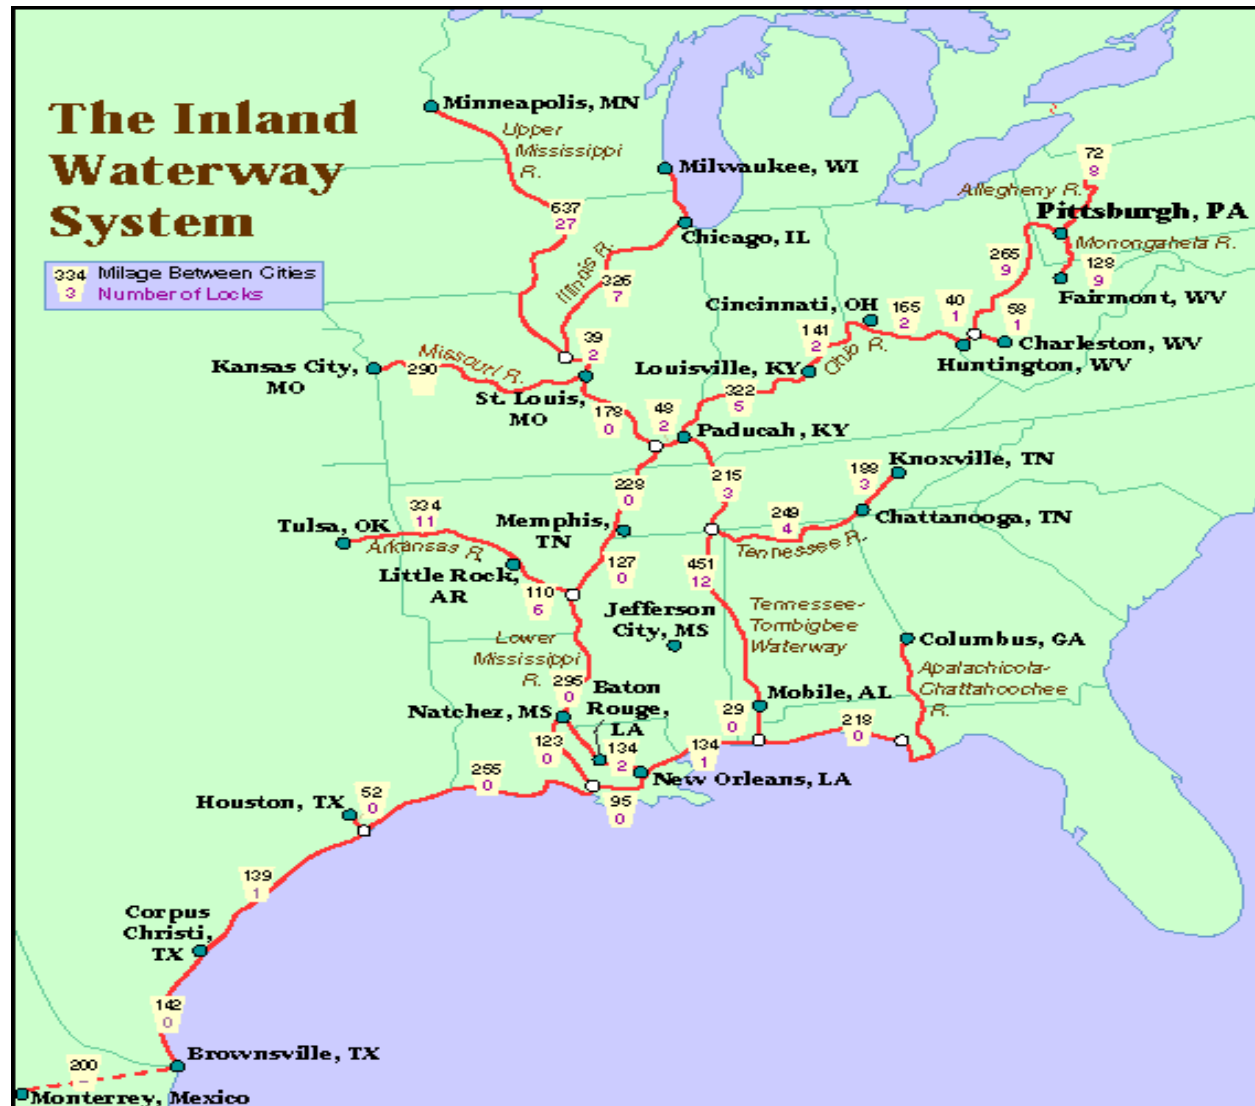 The Inland
Waterway
System
334 Milage Between Cities
3 Number of Locks
Minneapolis, MN
Upper
Mississippi
R.
Milwaukee, WI
637
27
Chicago, IL
Illinois R.
326
7
72
8
Allegheny R.
Pittsburgh, PA
Monongahela R.
265
9
128
9
Fairmont, WV
Cincinnati, OH
165
2
40
1
58
1
Charleston, WV
Huntington, WV
141
2
Ohio R.
Louisville, KY
39
2
Kansas City,
MO
Missouri R.
290
St. Louis,
MO
178
0
48
2
322
5
Paducah, KY
Knoxville, TN
188
3
215
3
228
0
334
11
Tulsa, OK
Arkansas R.
Memphis,
TN
249
4
Chattanooga, TN
Tennessee R.
Little Rock,
AR
110
6
127
0
451
12
Jefferson
City, MS
Tennessee-
Tombigbee
Waterway
Columbus, GA
Lower
Mississippi
R.
Apalachicola-
Chattahoochee
R.
295
0
Baton
Rouge,
LA
Mobile, AL
Natchez, MS
29
0
218
0
123
0
134
2
134
1
New Orleans, LA
255
0
95
0
Houston, TX
52
0
139
1
Corpus
Christi,
TX
142
0
Brownsville, TX
200
–
Monterrey, Mexico